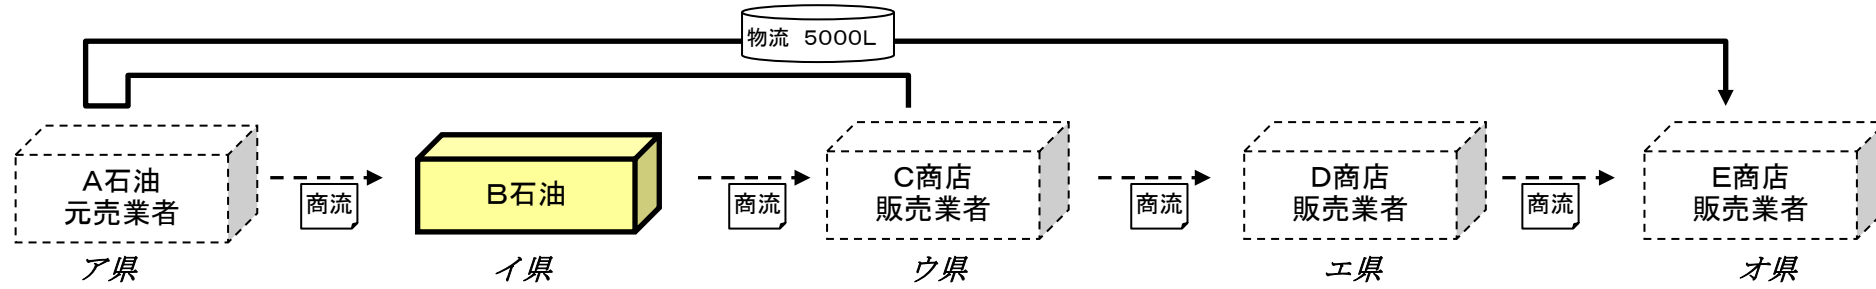 物流 5000L
A石油
元売業者
商流
B石油
商流
C商店
販売業者
商流
D商店
販売業者
商流
E商店
販売業者
ア県
イ県
ウ県
エ県
オ県